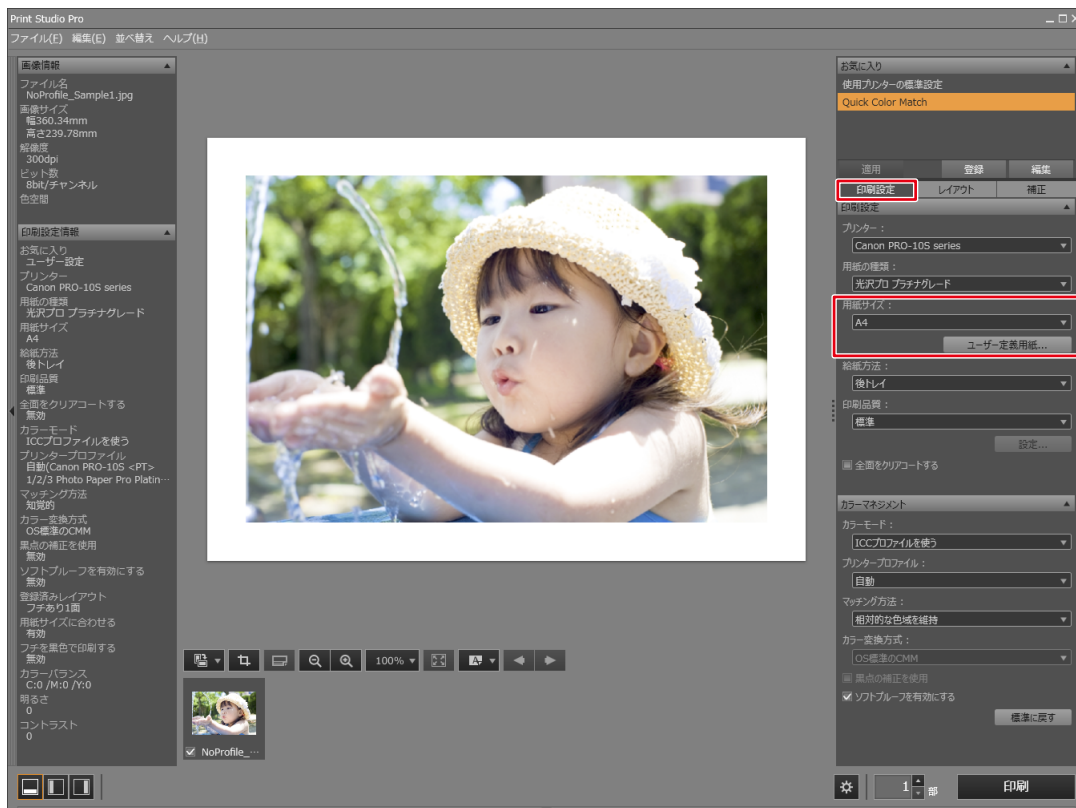 Print Studio Pro
ファイル(F) 編集(E) 並べ替え ヘルプ(H)
画像情報
ファイル名
NoProfile_Sample1.jpg
画像サイズ
幅360.34mm
高さ239.78mm
解像度
300dpi
ビット数
8bit/チャンネル
色空間
印刷設定情報
お気に入り
ユーザー設定
プリンター
Canon PRO-10S series
用紙の種類
光沢プロ プラチナグレード
用紙サイズ
A4
給紙方法
後トレイ
印刷品質
標準
全面をクリアコートする
無効
カラーモード
ICCプロファイルを使う
プリンタープロファイル
自動(Canon PRO-10S <PT>
1/2/3 Photo Paper Pro Platin…
マッチング方法
知覚的
カラー変換方式
OS標準のCMM
黒点の補正を使用
無効
ソフトプルーフを有効にする
無効
登録済みレイアウト
フチあり1面
用紙サイズに合わせる
有効
フチを黒色で印刷する
無効
カラーバランス
C:0 /M:0 /Y:0
明るさ
0
コントラスト
0
100%
NoProfile_…
お気に入り
使用プリンターの標準設定
Quick Color Match
適用 登録 編集
印刷設定 レイアウト 補正
印刷設定
プリンター：
Canon PRO-10S series
用紙の種類：
光沢プロ プラチナグレード
用紙サイズ：
A4
ユーザー定義用紙...
給紙方法：
後トレイ
印刷品質：
標準
設定...
全面をクリアコートする
カラーマネジメント
カラーモード：
ICCプロファイルを使う
プリンタープロファイル：
自動
マッチング方法：
相対的な色域を維持
カラー変換方式：
OS標準のCMM
黒点の補正を使用
ソフトプルーフを有効にする
標準に戻す
1 部 印刷